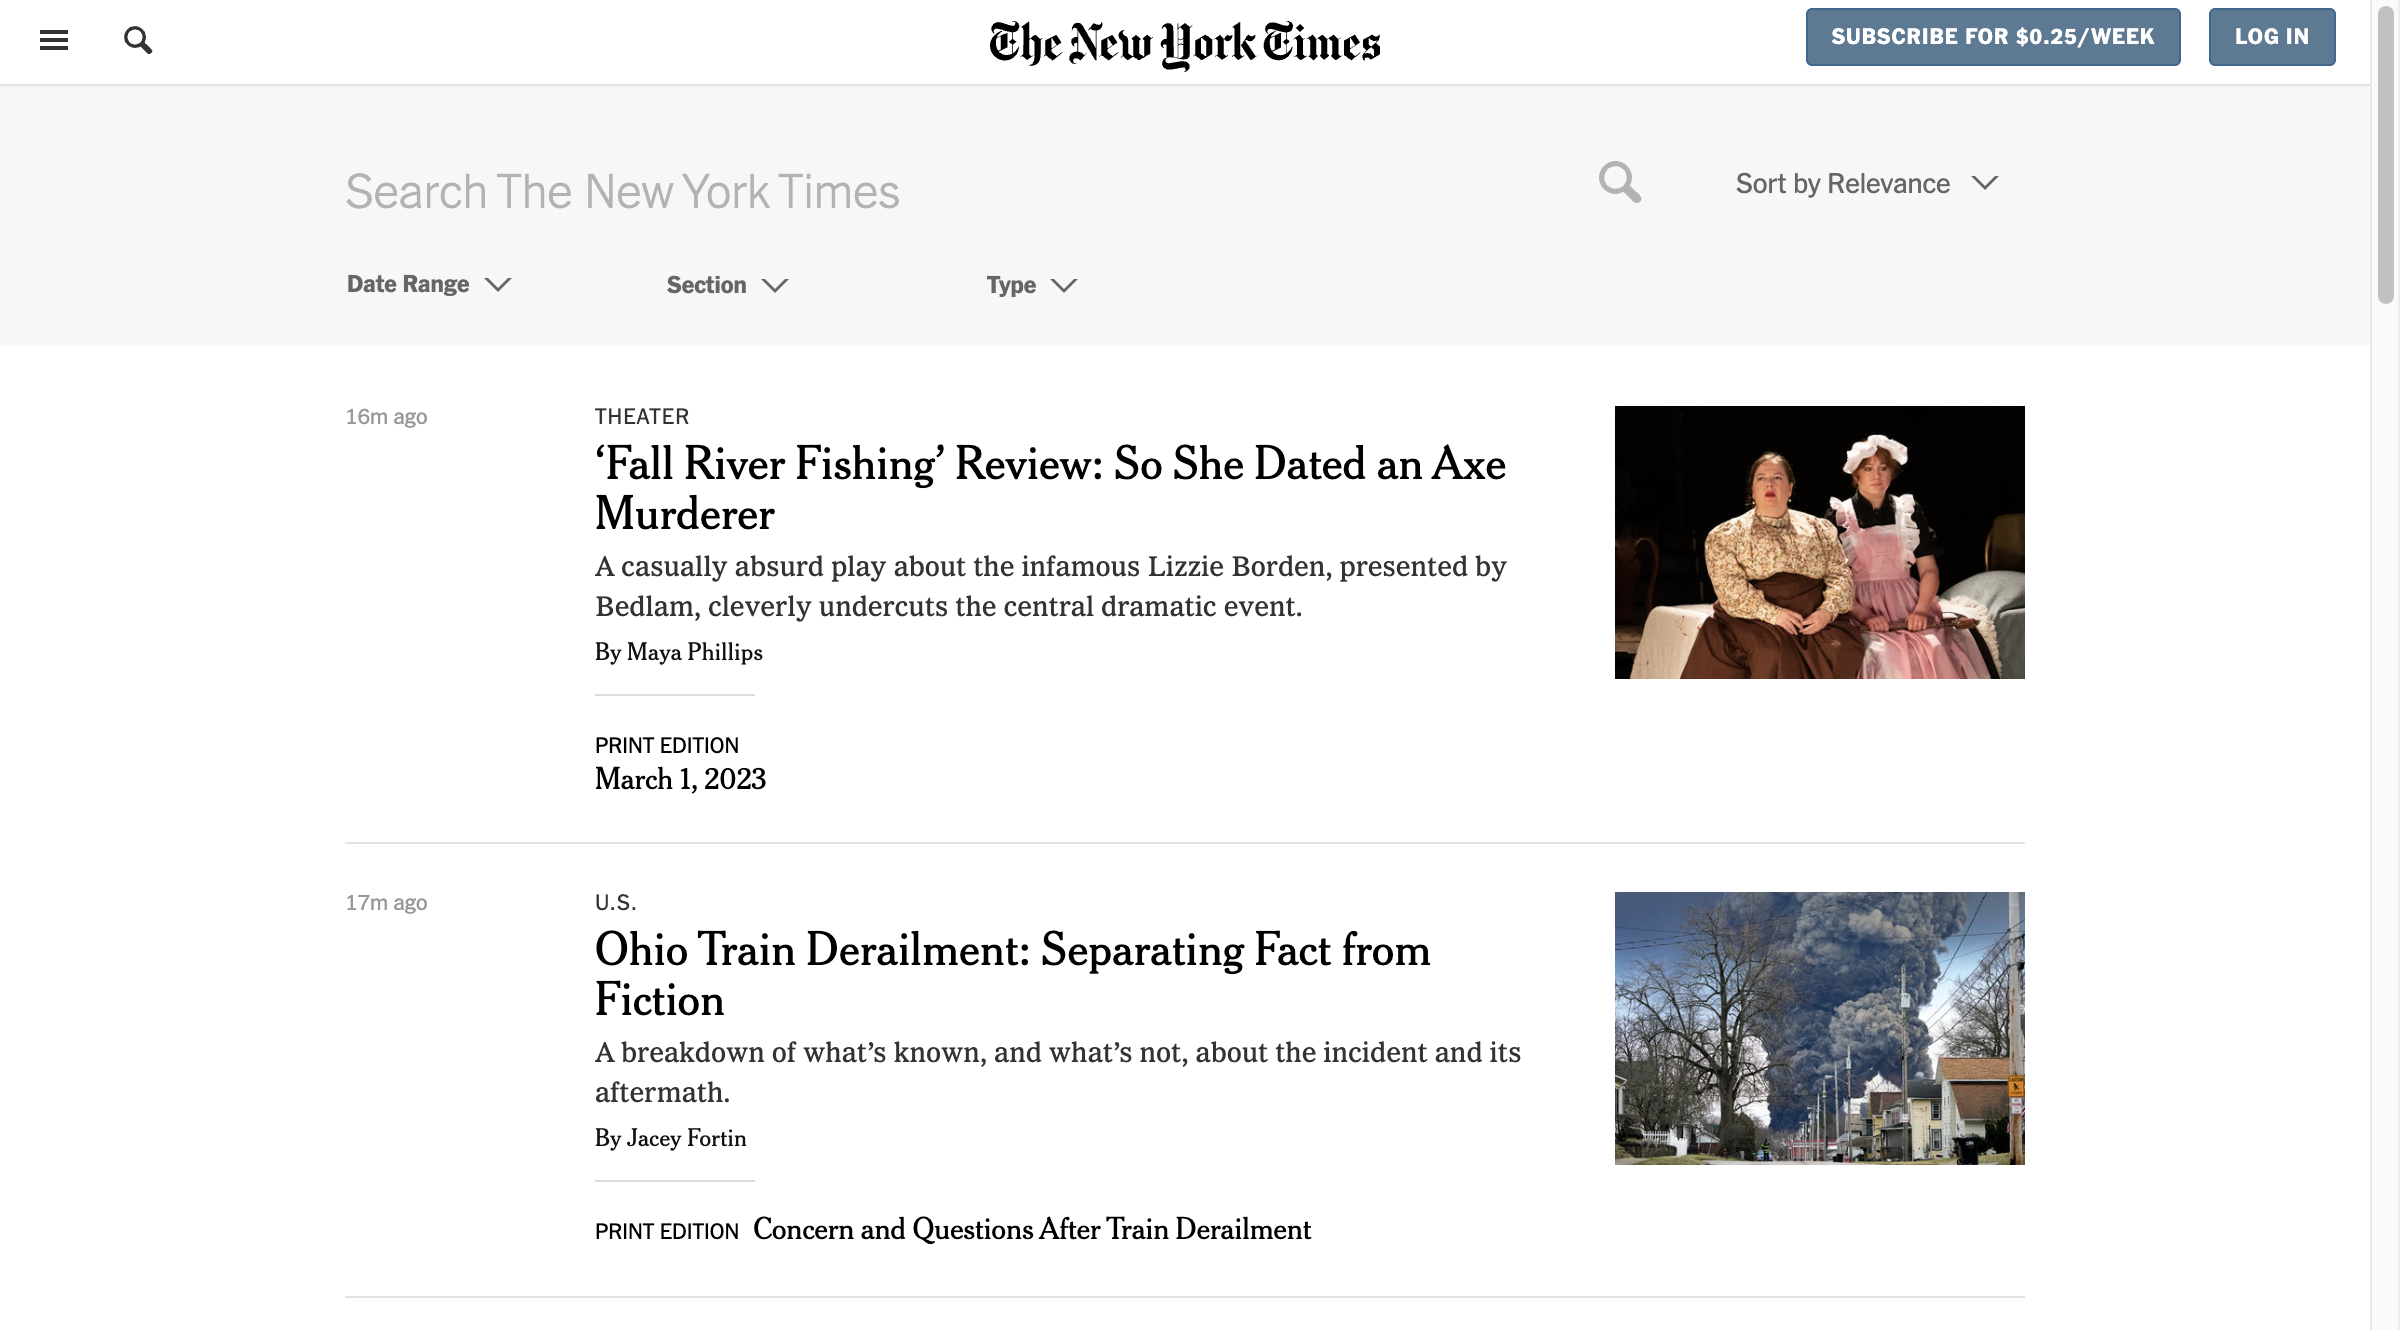 The New York Times
SUBSCRIBE FOR $0.25/WEEK
LOG IN
Search The New York Times
Sort by Relevance
Date Range
Section
Type
16m ago
THEATER
‘Fall River Fishing’ Review: So She Dated an Axe
Murderer
A casually absurd play about the infamous Lizzie Borden, presented by
Bedlam, cleverly undercuts the central dramatic event.
By Maya Phillips
PRINT EDITION
March 1, 2023
17m ago
U.S.
Ohio Train Derailment: Separating Fact from
Fiction
A breakdown of what’s known, and what’s not, about the incident and its
aftermath.
By Jacey Fortin
PRINT EDITION Concern and Questions After Train Derailment